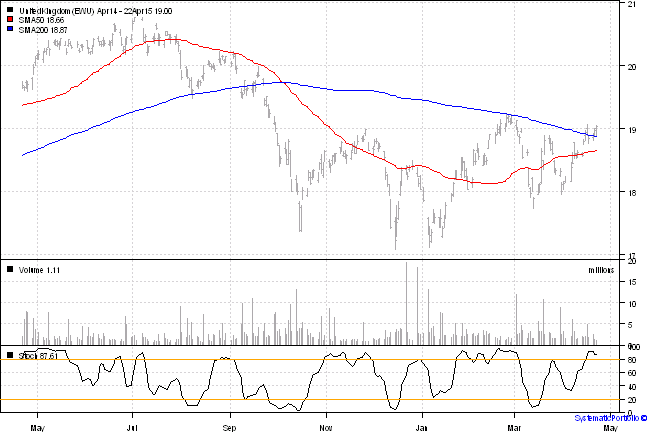 UnitedKingdom (EWU) Apr14 - 22Apr15 19.00
SMA50 18.66
SMA200 18.87
21
20
19
18
17
Volume 1.11
millions
20
15
10
5
0
Stoch 87.61
100
80
60
40
20
0
May Jul Sep Nov Jan Mar May
SystematicPortfolio ©